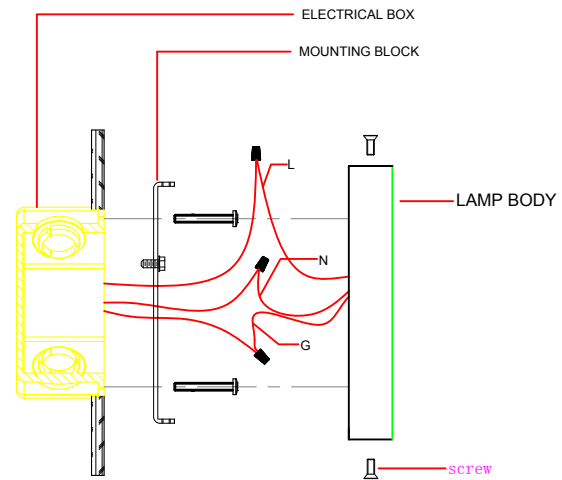 ELECTRICAL BOX
MOUNTING BLOCK
L
LAMP BODY
N
G
screw